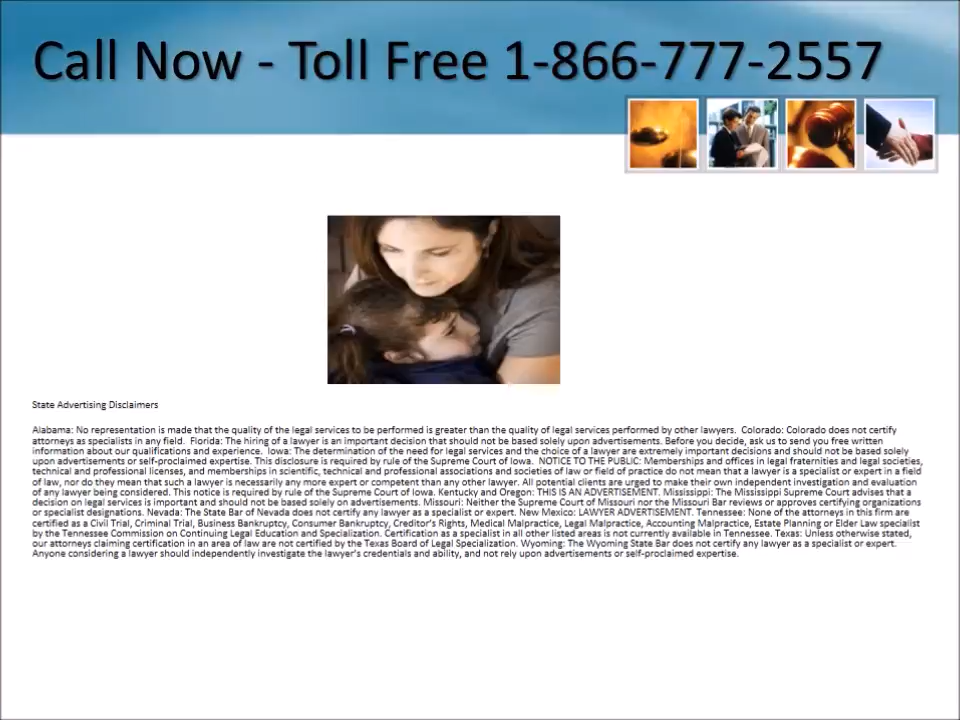 Call Now - Toll Free 1-866-777-2557
State Advertising Disclaimers
Alabama: No representation is made that the quality of the legal services to be performed is greater than the quality of legal services performed by other lawyers.  Colorado: Colorado does not certify
attorneys as specialists in any field.  Florida: The hiring of a lawyer is an important decision that should not be based solely upon advertisements. Before you decide, ask us to send you free written
information about our qualifications and experience.  Iowa: The determination of the need for legal services and the choice of a lawyer are extremely important decisions and should not be based solely
upon advertisements or self-proclaimed expertise. This disclosure is required by rule of the Supreme Court of Iowa.  NOTICE TO THE PUBLIC: Memberships and offices in legal fraternities and legal societies,
technical and professional licenses, and memberships in scientific, technical and professional associations and societies of law or field of practice do not mean that a lawyer is a specialist or expert in a field
of law, nor do they mean that such a lawyer is necessarily any more expert or competent than any other lawyer. All potential clients are urged to make their own independent investigation and evaluation
of any lawyer being considered. This notice is required by rule of the Supreme Court of Iowa. Kentucky and Oregon: THIS IS AN ADVERTISEMENT. Mississippi: The Mississippi Supreme Court advises that a
decision on legal services is important and should not be based solely on advertisements. Missouri: Neither the Supreme Court of Missouri nor the Missouri Bar reviews or approves certifying organizations
or specialist designations. Nevada: The State Bar of Nevada does not certify any lawyer as a specialist or expert. New Mexico: LAWYER ADVERTISEMENT. Tennessee: None of the attorneys in this firm are
certified as a Civil Trial, Criminal Trial, Business Bankruptcy, Consumer Bankruptcy, Creditor's Rights, Medical Malpractice, Legal Malpractice, Accounting Malpractice, Estate Planning or Elder Law specialist
by the Tennessee Commission on Continuing Legal Education and Specialization. Certification as a specialist in all other listed areas is not currently available in Tennessee. Texas: Unless otherwise stated,
our attorneys claiming certification in an area of law are not certified by the Texas Board of Legal Specialization. Wyoming: The Wyoming State Bar does not certify any lawyer as a specialist or expert.
Anyone considering a lawyer should independently investigate the lawyer's credentials and ability, and not rely upon advertisements or self-proclaimed expertise.